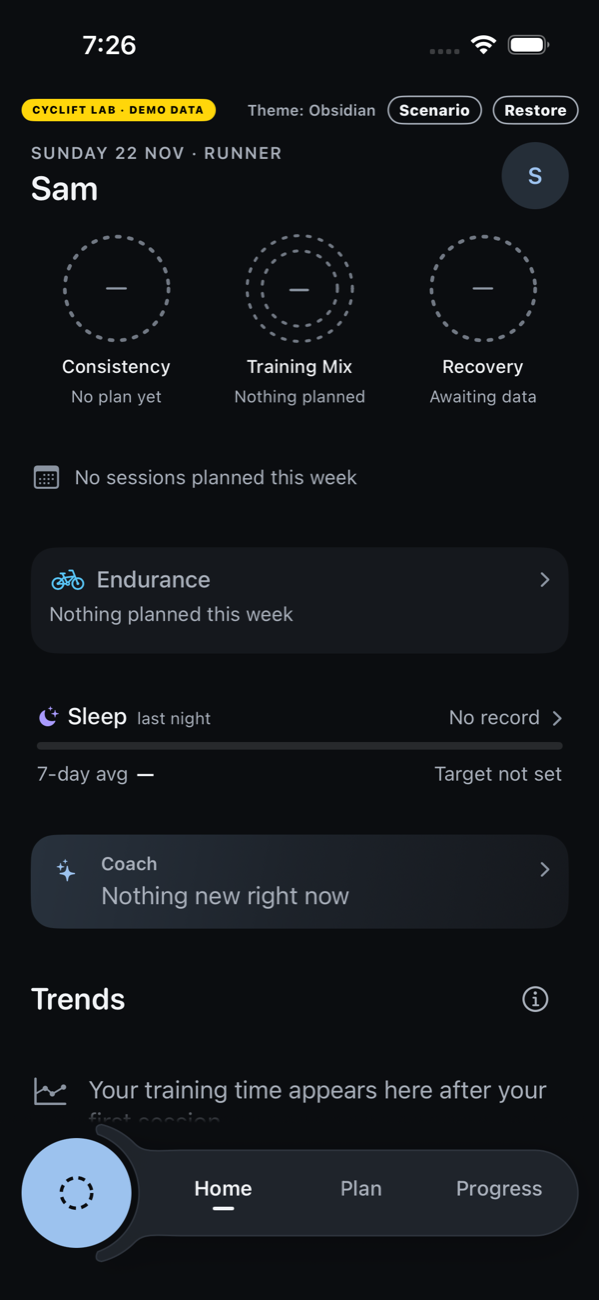 7:26
CYCLIFT LAB · DEMO DATA
Theme: Obsidian
Scenario
Restore
SUNDAY 22 NOV · RUNNER
Sam
S
Consistency
No plan yet
Training Mix
Nothing planned
Recovery
Awaiting data
No sessions planned this week
Endurance
Nothing planned this week
Sleep last night
No record
7-day avg —
Target not set
Coach
Nothing new right now
Trends
Your training time appears here after your
first session
Home
Plan
Progress